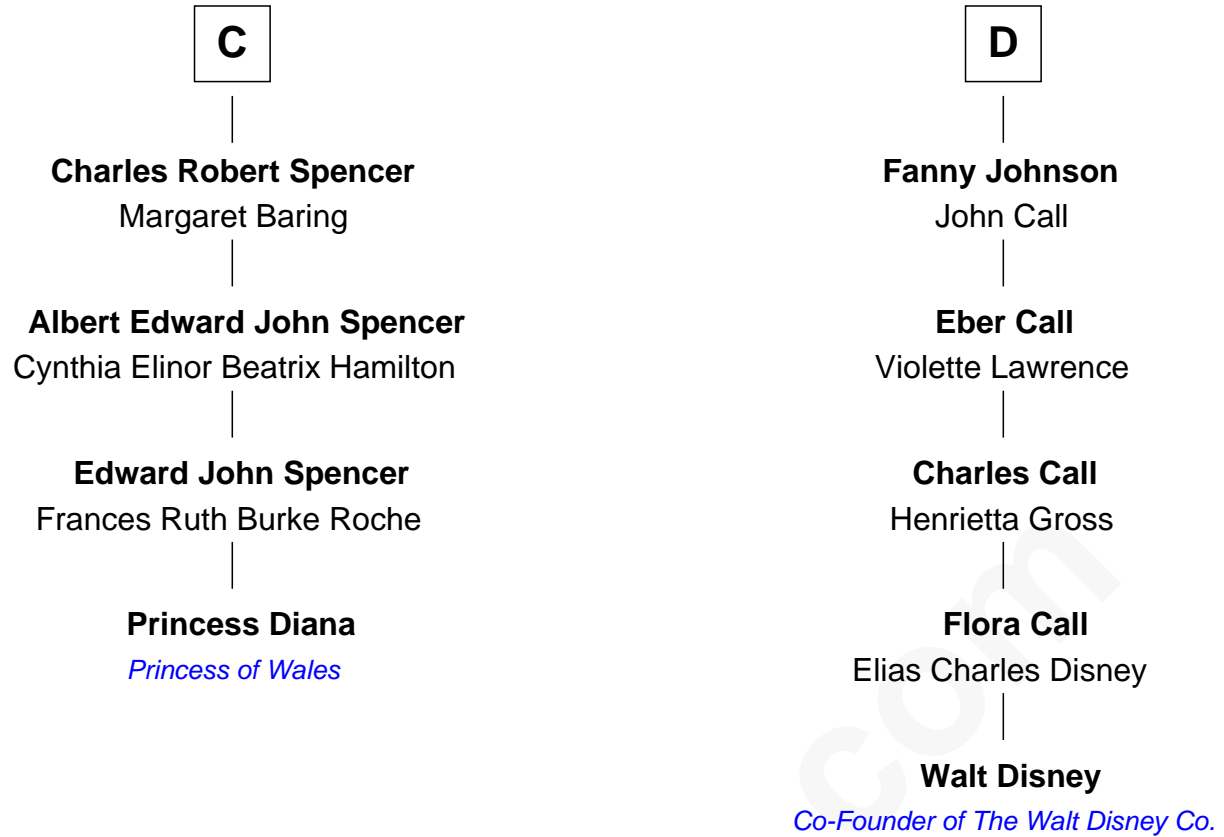 C
Charles Robert Spencer
Margaret Baring
Albert Edward John Spencer
Cynthia Elinor Beatrix Hamilton
Edward John Spencer
Frances Ruth Burke Roche
Princess Diana
Princess of Wales
D
Fanny Johnson
John Call
Eber Call
Violette Lawrence
Charles Call
Henrietta Gross
Flora Call
Elias Charles Disney
Walt Disney
Co-Founder of The Walt Disney Co.
com